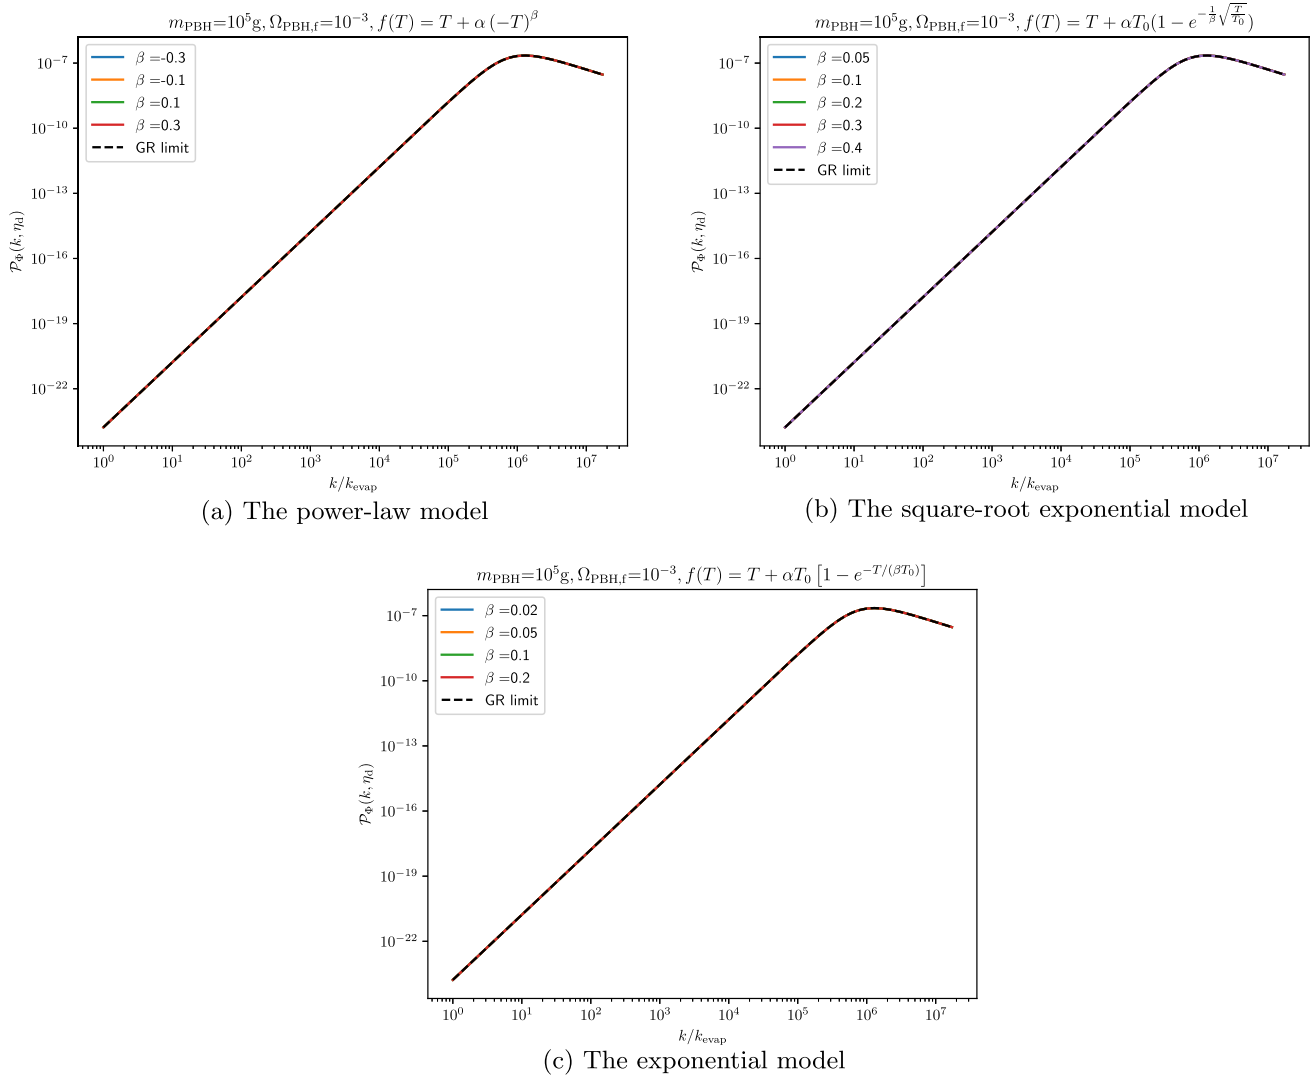 m_PBH=10^5g, Ω_PBH,f=10^−3, f(T) = T + α (−T)^β
β =-0.3
β =-0.1
β =0.1
β =0.3
GR limit
10^−7
10^−10
10^−13
10^−16
10^−19
10^−22
𝒫_Φ(k, η_d)
10^0 10^1 10^2 10^3 10^4 10^5 10^6 10^7
k/k_evap
(a) The power-law model
m_PBH=10^5g, Ω_PBH,f=10^−3, f(T) = T + αT_0(1 − e^{−\frac{1}{β}\sqrt{\frac{T}{T_0}}})
β =0.05
β =0.1
β =0.2
β =0.3
β =0.4
GR limit
10^−7
10^−10
10^−13
10^−16
10^−19
10^−22
𝒫_Φ(k, η_d)
10^0 10^1 10^2 10^3 10^4 10^5 10^6 10^7
k/k_evap
(b) The square-root exponential model
m_PBH=10^5g, Ω_PBH,f=10^−3, f(T) = T + αT_0 [1 − e^{−T/(βT_0)}]
β =0.02
β =0.05
β =0.1
β =0.2
GR limit
10^−7
10^−10
10^−13
10^−16
10^−19
10^−22
𝒫_Φ(k, η_d)
10^0 10^1 10^2 10^3 10^4 10^5 10^6 10^7
k/k_evap
(c) The exponential model